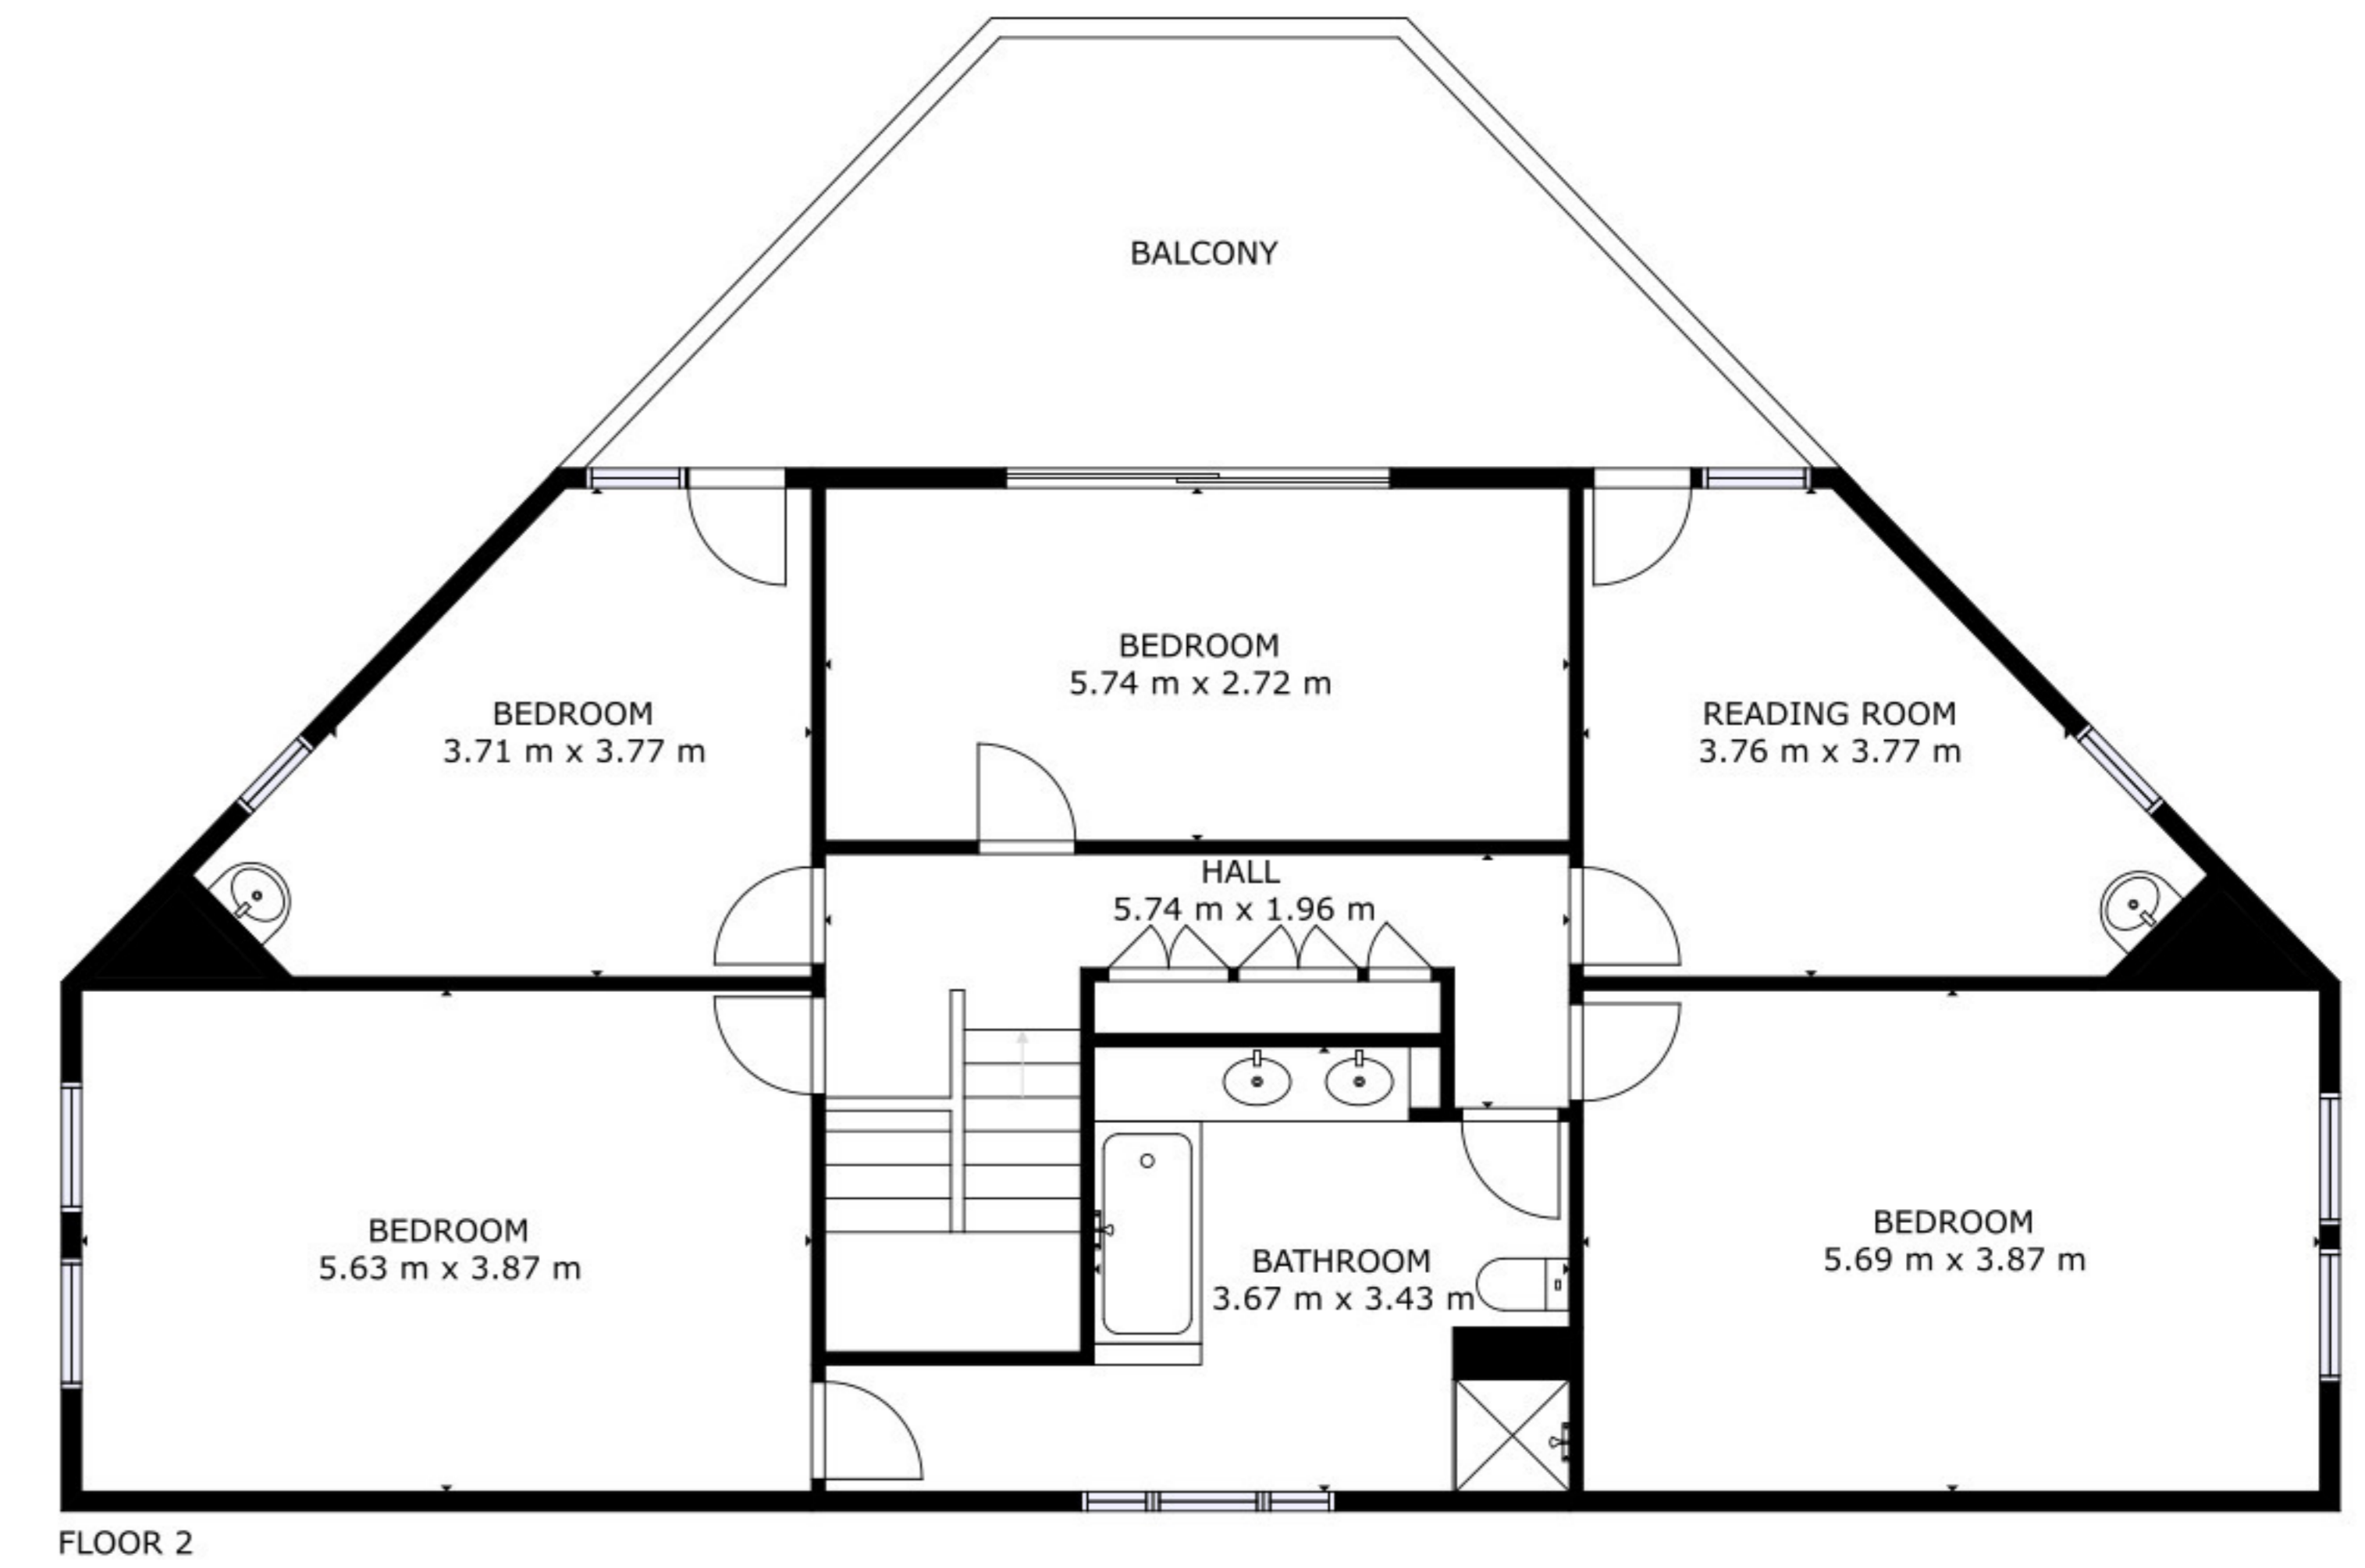 BALCONY
BEDROOM
5.74 m x 2.72 m
BEDROOM
3.71 m x 3.77 m
READING ROOM
3.76 m x 3.77 m
HALL
5.74 m x 1.96 m
BEDROOM
5.63 m x 3.87 m
BATHROOM
3.67 m x 3.43 m
BEDROOM
5.69 m x 3.87 m
FLOOR 2